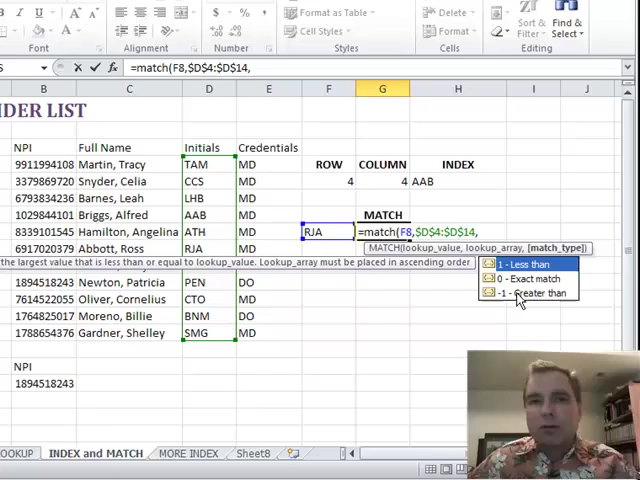 Format as Table
Cell Styles
Delete
Format
Sort & Filter
Find & Select
Font
Alignment
Number
Styles
Cells
Editing
=match(F8,$D$4:$D$14,
B C D E F G H I J
IDER LIST
NPI Full Name Initials Credentials
9911994108 Martin, Tracy TAM MD ROW COLUMN INDEX
3379869720 Snyder, Celia CCS MD 4 4 AAB
6793834236 Barnes, Leah LHB MD
1029844101 Briggs, Alfred AAB MD MATCH
8339101545 Hamilton, Angelina ATH MD RJA =match(F8,$D$4:$D$14,
6917020379 Abbott, Ross RJA MD MATCH(lookup_value, lookup_array, [match_type])
the largest value that is less than or equal to lookup_value. Lookup_array must be placed in ascending order
1 - Less than
0 - Exact match
-1 - Greater than
1894518243 Newton, Patricia PEN DO
7614522055 Oliver, Cornelius CTO MD
1764825017 Moreno, Billie BNM DO
1788654376 Gardner, Shelley SMG MD
NPI
1894518243
OOKUP INDEX and MATCH MORE INDEX Sheet8